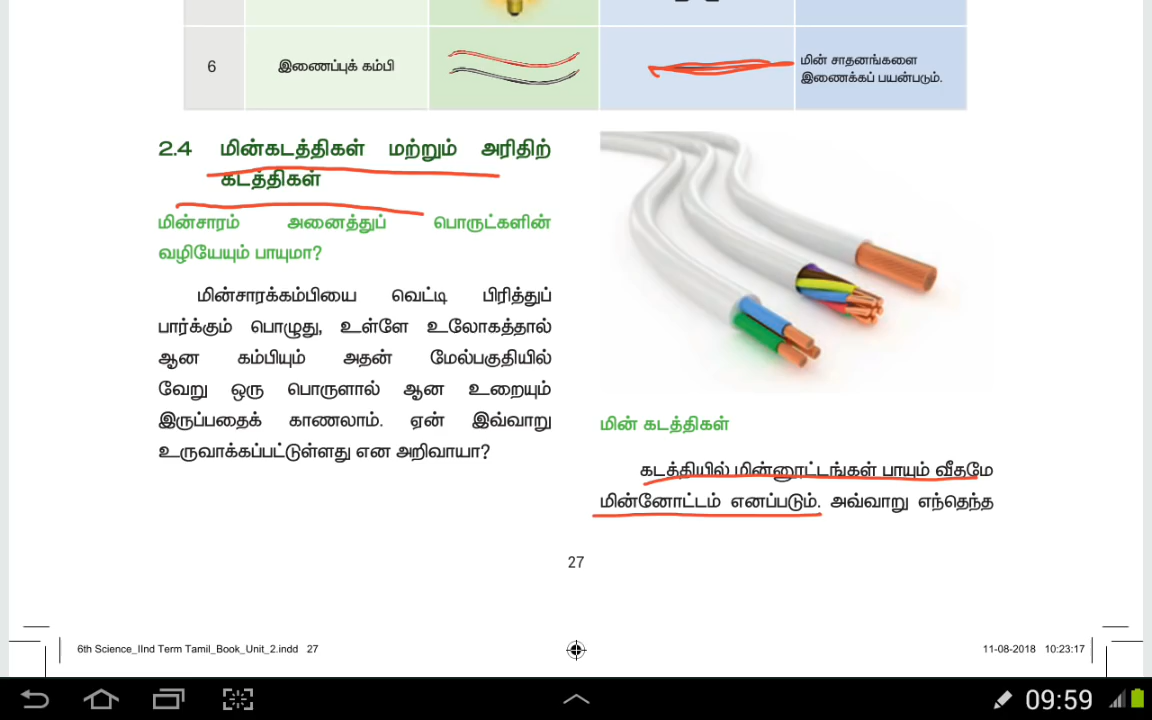 6 இணைப்புக் கம்பி மின் சாதனங்களை
இணைக்கப் பயன்படும்.
2.4 மின்கடத்திகள் மற்றும் அரிதிற்
கடத்திகள்
மின்சாரம் அனைத்துப் பொருட்களின்
வழியேயும் பாயுமா?
மின்சாரக்கம்பியை வெட்டி பிரித்துப்
பார்க்கும் பொழுது, உள்ளே உலோகத்தால்
ஆன கம்பியும் அதன் மேல்பகுதியில்
வேறு ஒரு பொருளால் ஆன உறையும்
இருப்பதைக் காணலாம். ஏன் இவ்வாறு
உருவாக்கப்பட்டுள்ளது என அறிவாயா?
மின் கடத்திகள்
கடத்தியில் மின்னூட்டங்கள் பாயும் வீதமே
மின்னோட்டம் எனப்படும். அவ்வாறு எந்தெந்த
27
6th Science_IInd Term Tamil_Book_Unit_2.indd 27
11-08-2018 10:23:17
09:59